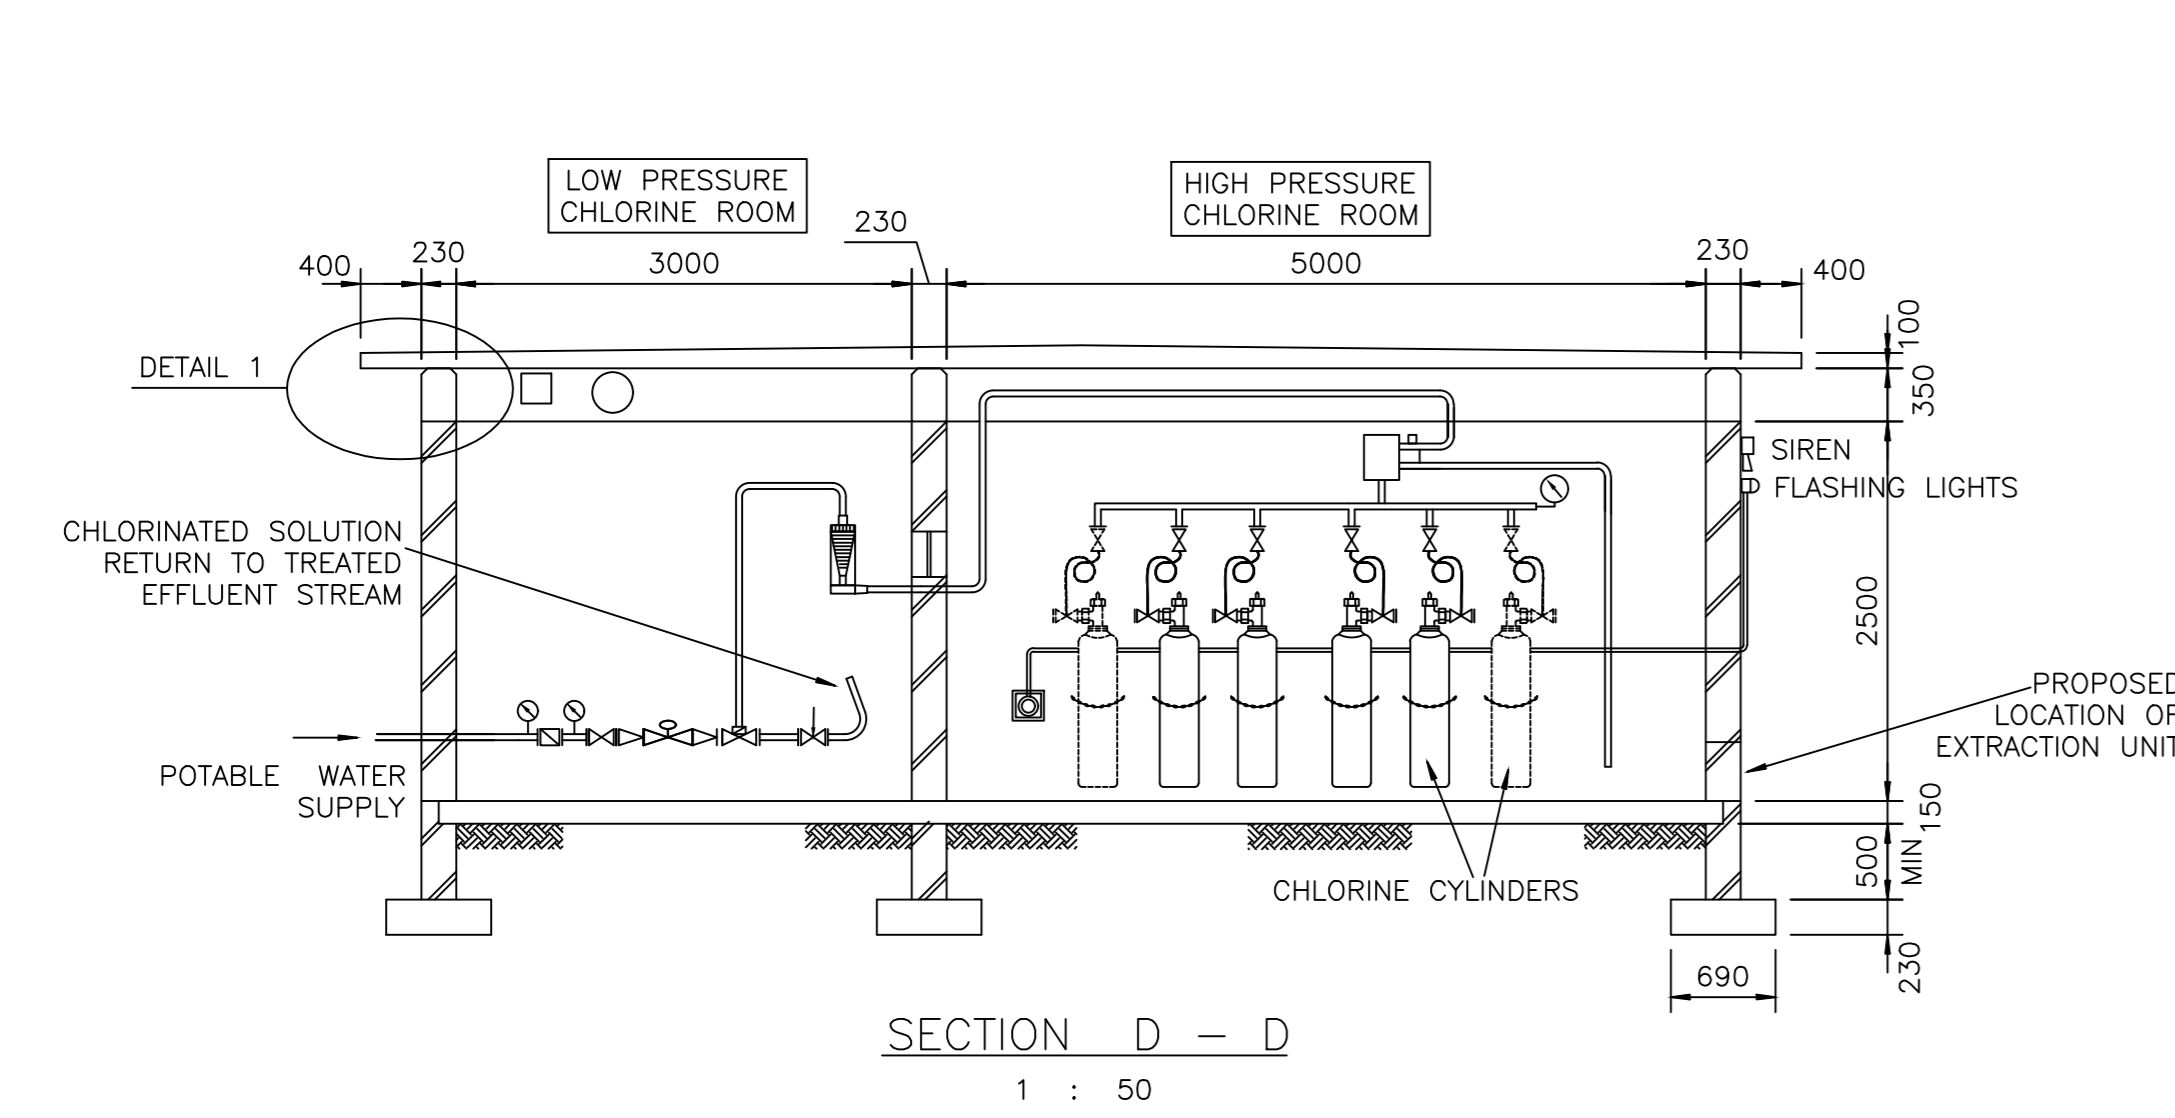 LOW PRESSURE
CHLORINE ROOM
HIGH PRESSURE
CHLORINE ROOM
400
230
3000
230
5000
230
400
100
DETAIL 1
350
SIREN
FLASHING LIGHTS
CHLORINATED SOLUTION
RETURN TO TREATED
EFFLUENT STREAM
2500
PROPOSED
LOCATION OF
EXTRACTION UNIT
POTABLE WATER
SUPPLY
150
500
MIN
CHLORINE CYLINDERS
230
690
SECTION D – D
1 : 50